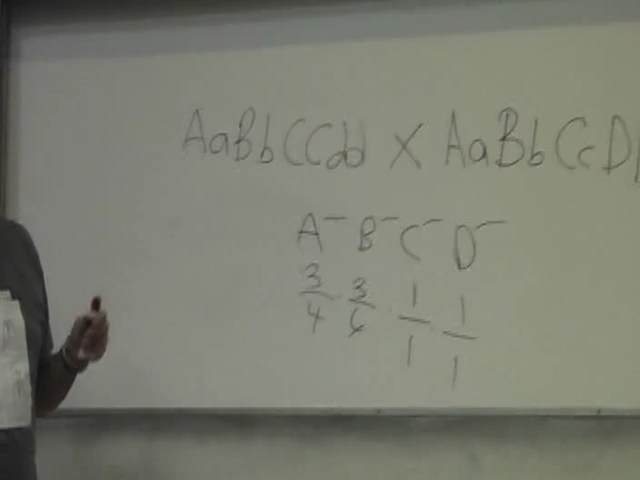 AaBbCCdd X AaBbCcD
A- B- C- D-
3/4 · 3/4 · 1/1 · 1/1